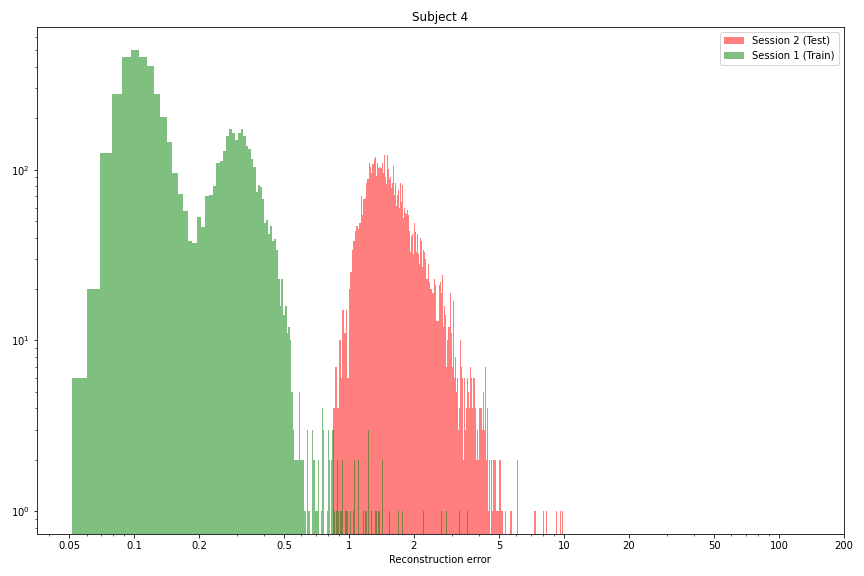 Subject 4
Session 2 (Test)
Session 1 (Train)
10²
10¹
10⁰
0.05 0.1 0.2 0.5 1 2 5 10 20 50 100 200
Reconstruction error